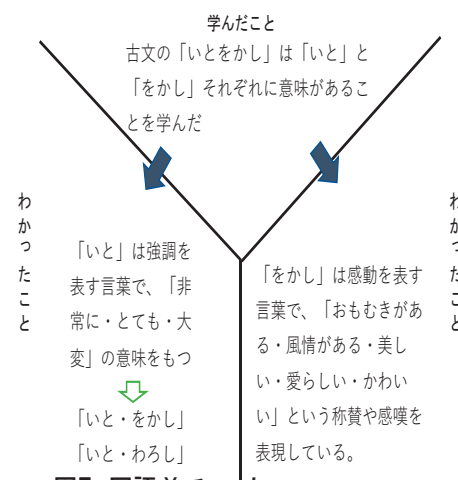 学んだこと
古文の「いとをかし」は「いと」と
「をかし」それぞれに意味があるこ
とを学んだ
わかったこと
「いと」は強調を
表す言葉で、「非
常に・とても・大
変」の意味をもつ
「いと・をかし」
「いと・わろし」
「をかし」は感動を表す
言葉で、「おもむきがあ
る・風情がある・美し
い・愛らしい・かわい
い」という称賛や感嘆を
表現している。
わかったこと